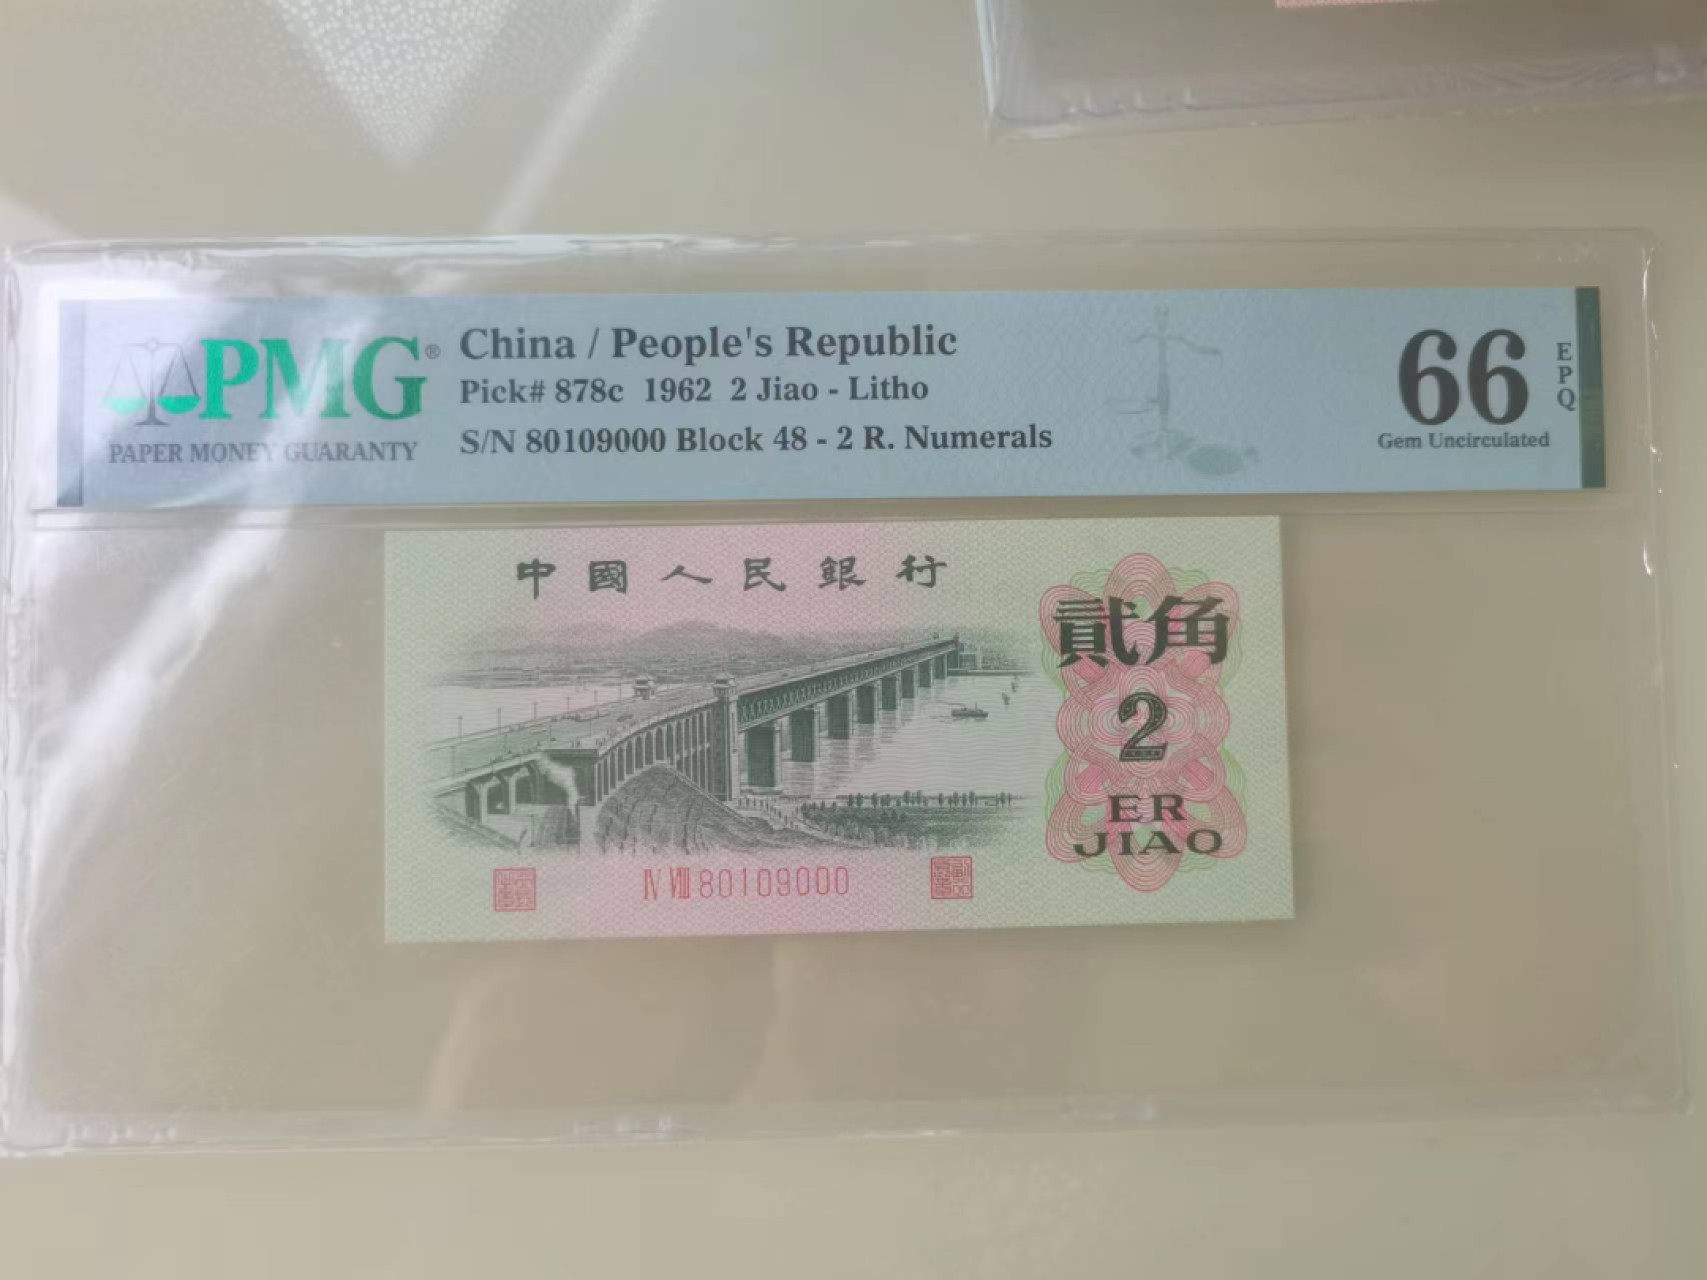 PMG®
PAPER MONEY GUARANTY
China / People's Republic
Pick# 878c 1962 2 Jiao - Litho
S/N 80109000 Block 48 - 2 R. Numerals
66
EPQ
Gem Uncirculated
中國人民銀行
貳角
2
ER
JIAO
Ⅳ Ⅷ 80109000